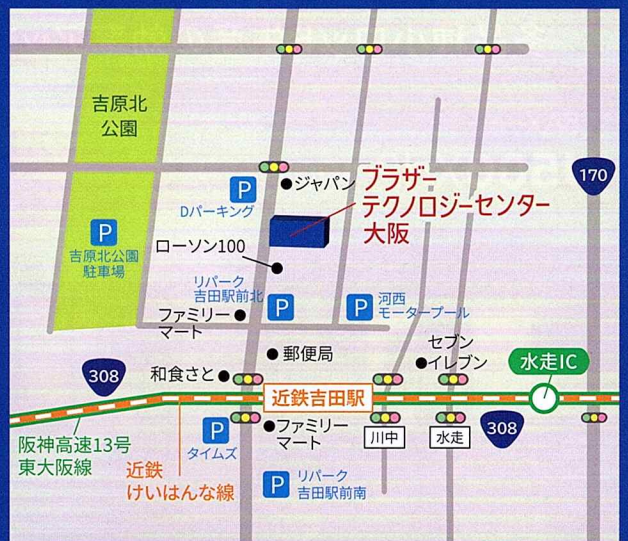 吉原北
公園
170
P
ジャパン
ブラザー
テクノロジーセンター
大阪
Dパーキング
P
吉原北公園
駐車場
ローソン100
リパーク
吉田駅前北
P
P
河西
モータープール
ファミリー
マート
郵便局
セブン
イレブン
水走IC
308
和食さと
近鉄吉田駅
阪神高速13号
東大阪線
近鉄
けいはんな線
P
タイムズ
ファミリー
マート
川中
水走
308
P
リパーク
吉田駅前南